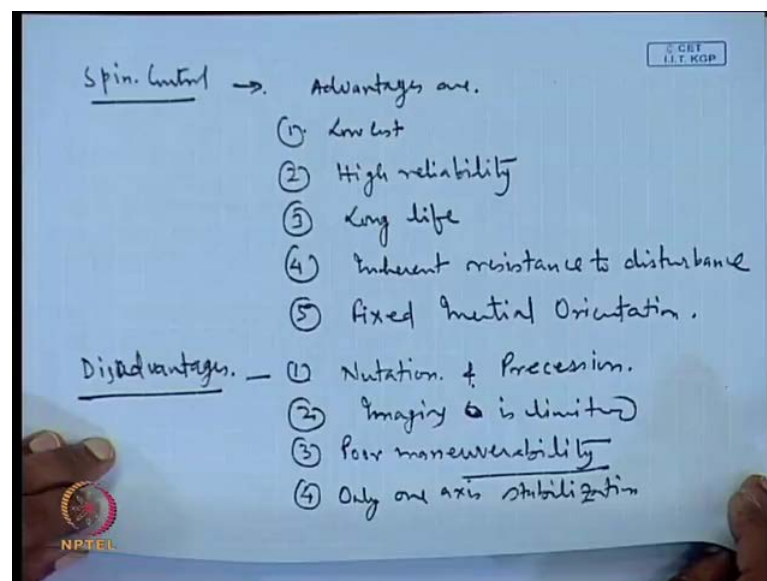 © CET
I.I.T. KGP
Spin. Control → Advantages are.
(1). Low cost
(2) High reliability
(3) Long life
(4) Inherent resistance to disturbance
(5) Fixed Inertial Orientation.
Disadvantages. - (1) Nutation. & Precession.
(2) Imaging is limited
(3) Poor maneuverability
(4) Only one axis stabilization
NPTEL